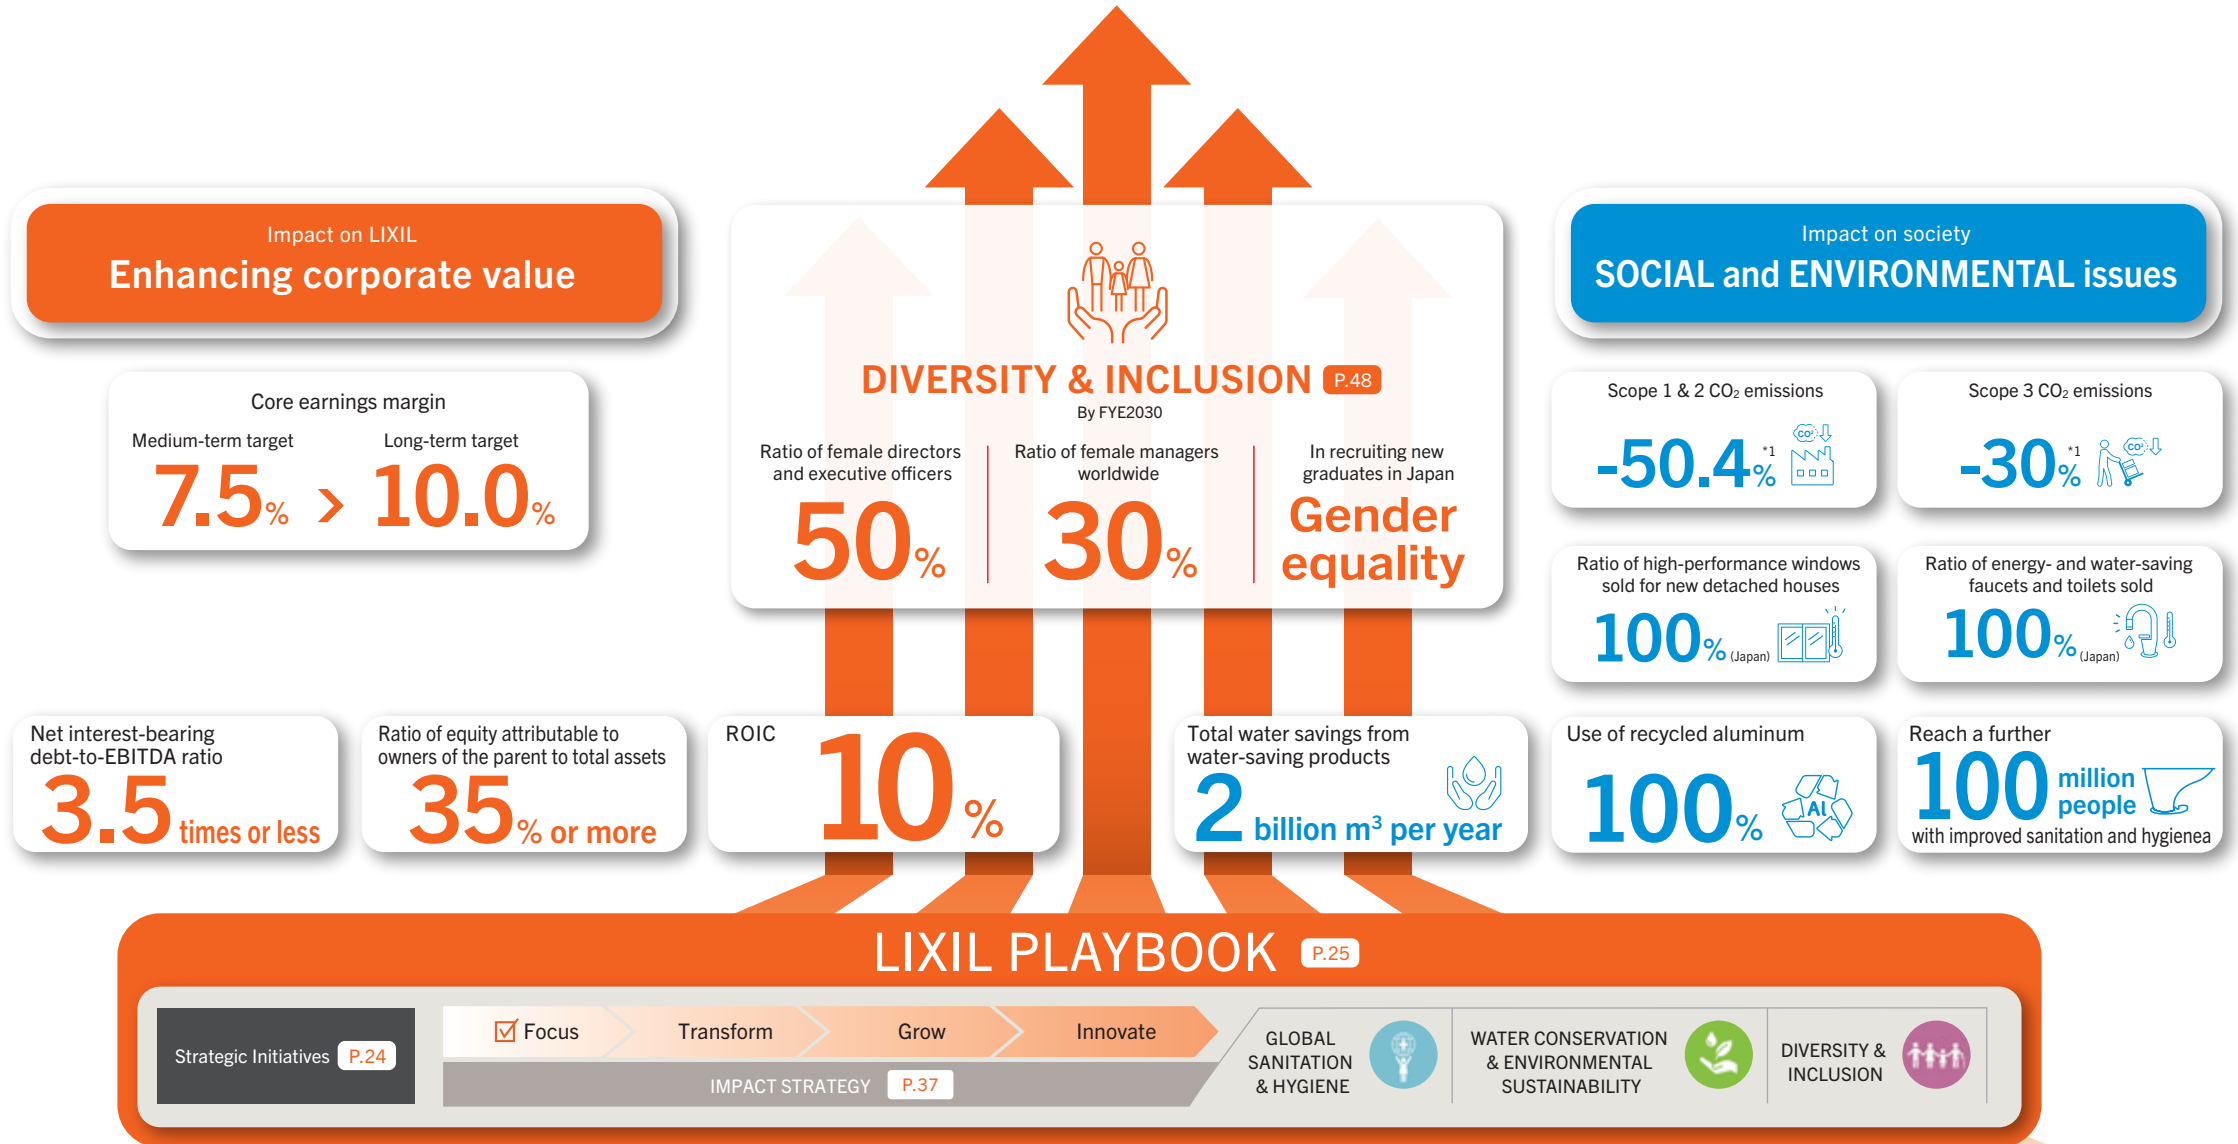 Impact on LIXIL
Enhancing corporate value
Core earnings margin
Medium-term target
7.5%
>
Long-term target
10.0%
DIVERSITY & INCLUSION P.48
By FYE2030
Ratio of female directors
and executive officers
50%
Ratio of female managers
worldwide
30%
In recruiting new
graduates in Japan
Gender
equality
Impact on society
SOCIAL and ENVIRONMENTAL issues
Scope 1 & 2 CO₂ emissions
-50.4%*1
CO²
Scope 3 CO₂ emissions
-30%*1
CO²
Ratio of high-performance windows
sold for new detached houses
100% (Japan)
Ratio of energy- and water-saving
faucets and toilets sold
100% (Japan)
Net interest-bearing
debt-to-EBITDA ratio
3.5 times or less
Ratio of equity attributable to
owners of the parent to total assets
35% or more
ROIC
10%
Total water savings from
water-saving products
2 billion m³ per year
Use of recycled aluminum
100%
Al
Reach a further
100 million
people
with improved sanitation and hygienea
LIXIL PLAYBOOK P.25
Strategic Initiatives P.24
Focus
Transform
Grow
Innovate
IMPACT STRATEGY P.37
GLOBAL
SANITATION
& HYGIENE
WATER CONSERVATION
& ENVIRONMENTAL
SUSTAINABILITY
DIVERSITY &
INCLUSION